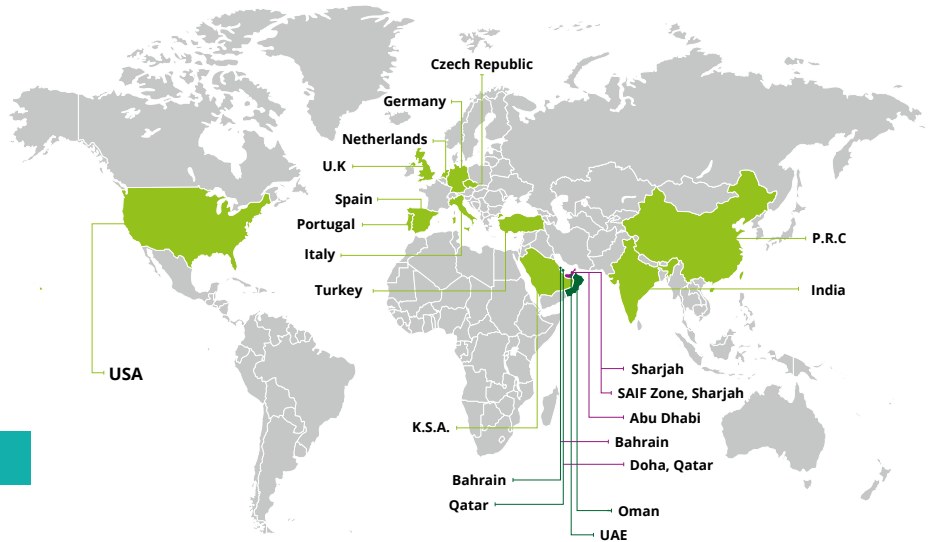 Czech Republic
Germany
Netherlands
U.K
Spain
Portugal
Italy
Turkey
P.R.C
India
USA
Sharjah
SAIF Zone, Sharjah
Abu Dhabi
K.S.A.
Bahrain
Doha, Qatar
Bahrain
Qatar
Oman
UAE